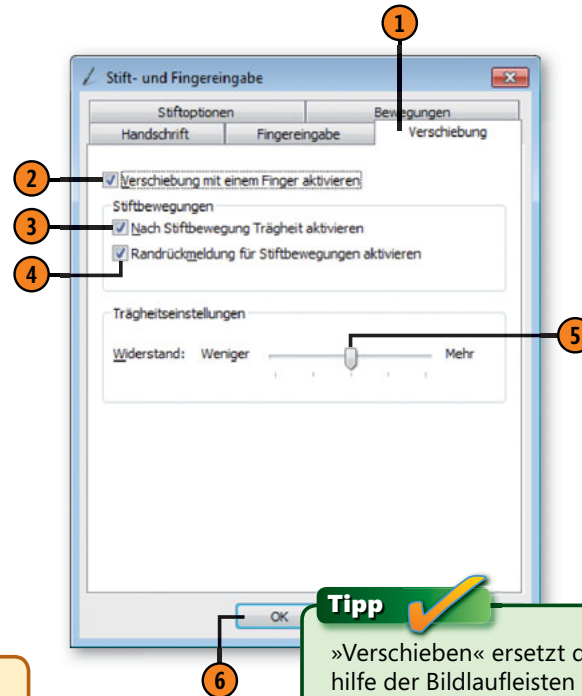 1
Stift- und Fingereingabe
Stiftoptionen Bewegungen
Handschrift Fingereingabe Verschiebung
2
Verschiebung mit einem Finger aktivieren
Stiftbewegungen
3
Nach Stiftbewegung Trägheit aktivieren
4
Randrückmeldung für Stiftbewegungen aktivieren
Trägheitseinstellungen
5
Widerstand: Weniger Mehr
OK
6
Tipp
»Verschieben« ersetzt
hilfe der Bildlaufleisten